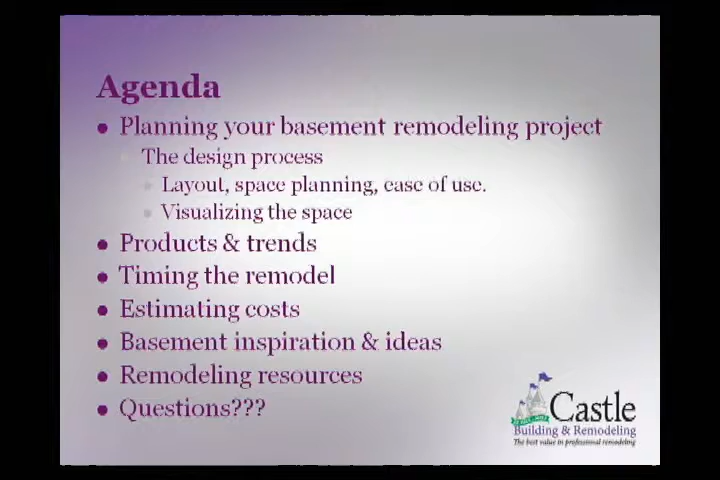 Agenda
• Planning your basement remodeling project
The design process
• Layout, space planning, ease of use.
• Visualizing the space
• Products & trends
• Timing the remodel
• Estimating costs
• Basement inspiration & ideas
• Remodeling resources
• Questions???
Castle
Building & Remodeling
The best value in professional remodeling